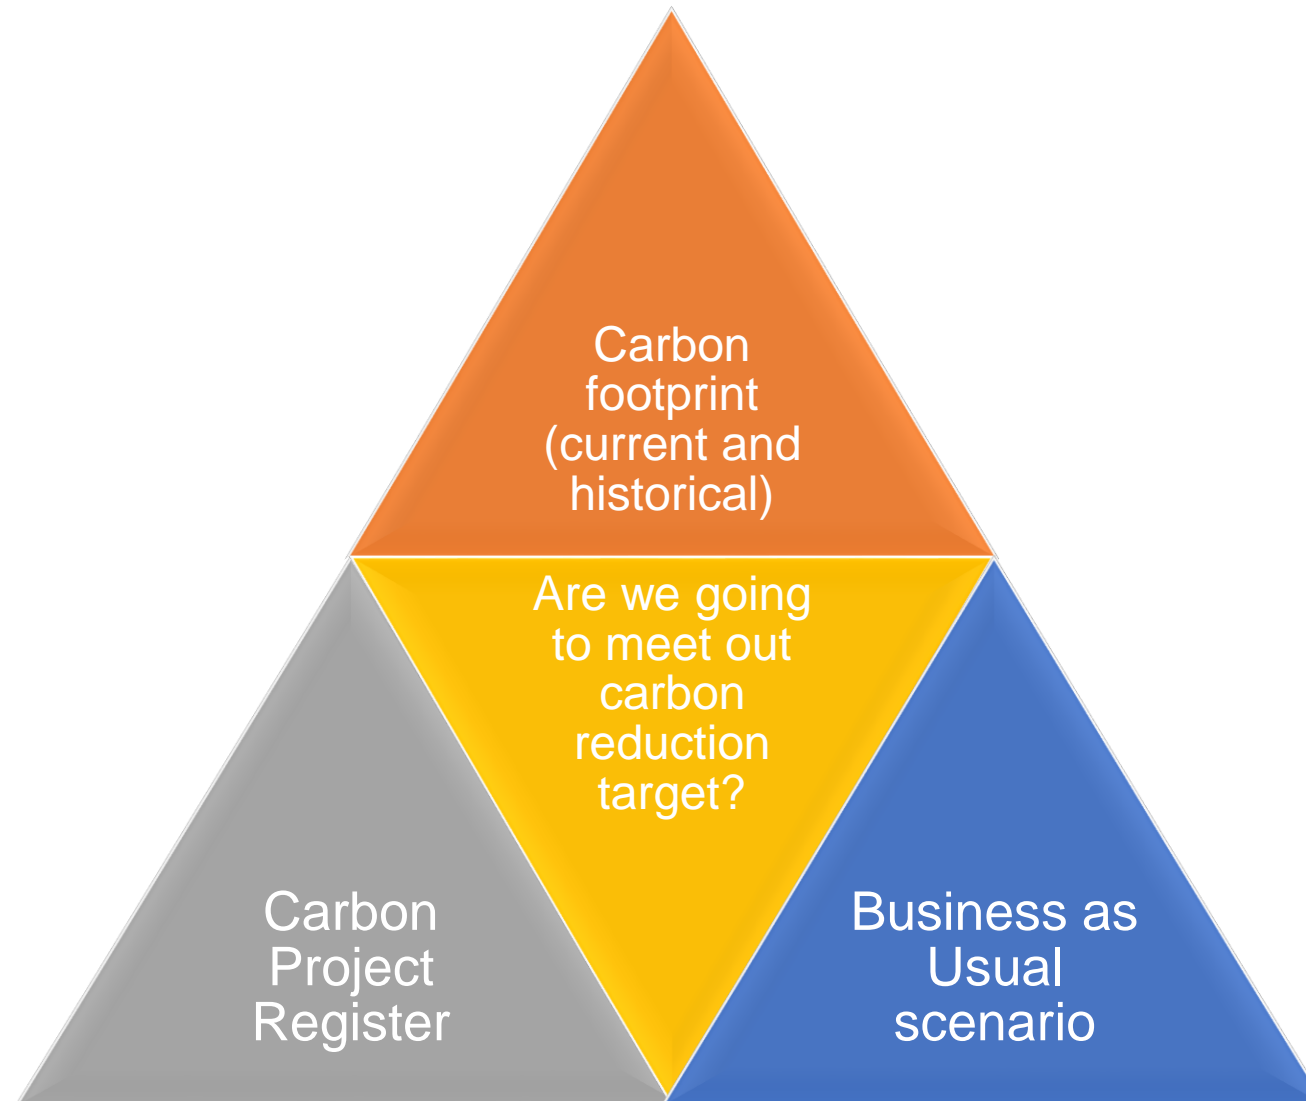 Carbon
footprint
(current and
historical)
Are we going
to meet out
carbon
reduction
target?
Carbon
Project
Register
Business as
Usual
scenario